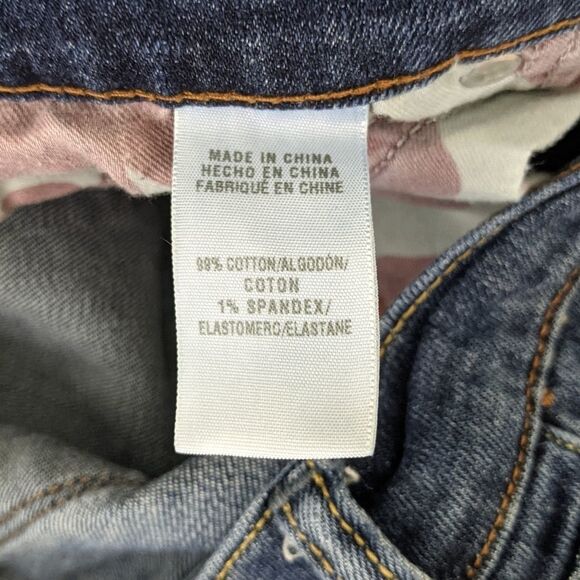 MADE IN CHINA
HECHO EN CHINA
FABRIQUÉ EN CHINE
99% COTTON/ALGODÓN/
COTON
1% SPANDEX/
ELASTOMERO/ELASTANE